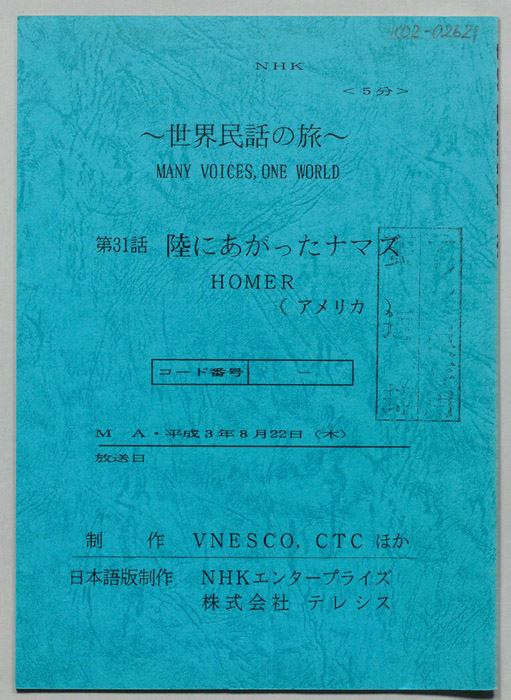 K02-02621
NHK
＜5分＞
～世界民話の旅～
MANY VOICES, ONE WORLD
第31話 陸にあがったナマズ
HOMER
（アメリカ）
コード番号 －
MA・平成3年8月22日（木）
放送日
制 作 VNESCO, CTC ほか
日本語版制作 NHKエンタープライズ
株式会社 テレシス